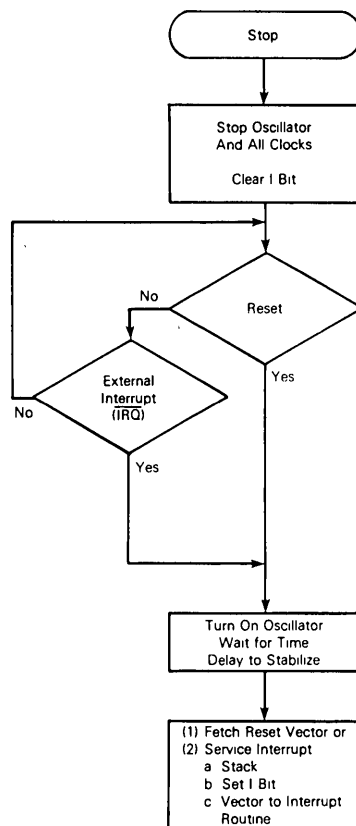 Stop
Stop Oscillator
And All Clocks
Clear I Bit
No
Reset
External
Interrupt
(IRQ)
No
Yes
Yes
Turn On Oscillator
Wait for Time
Delay to Stabilize
(1) Fetch Reset Vector or
(2) Service Interrupt
a Stack
b Set I Bit
c Vector to Interrupt
Routine